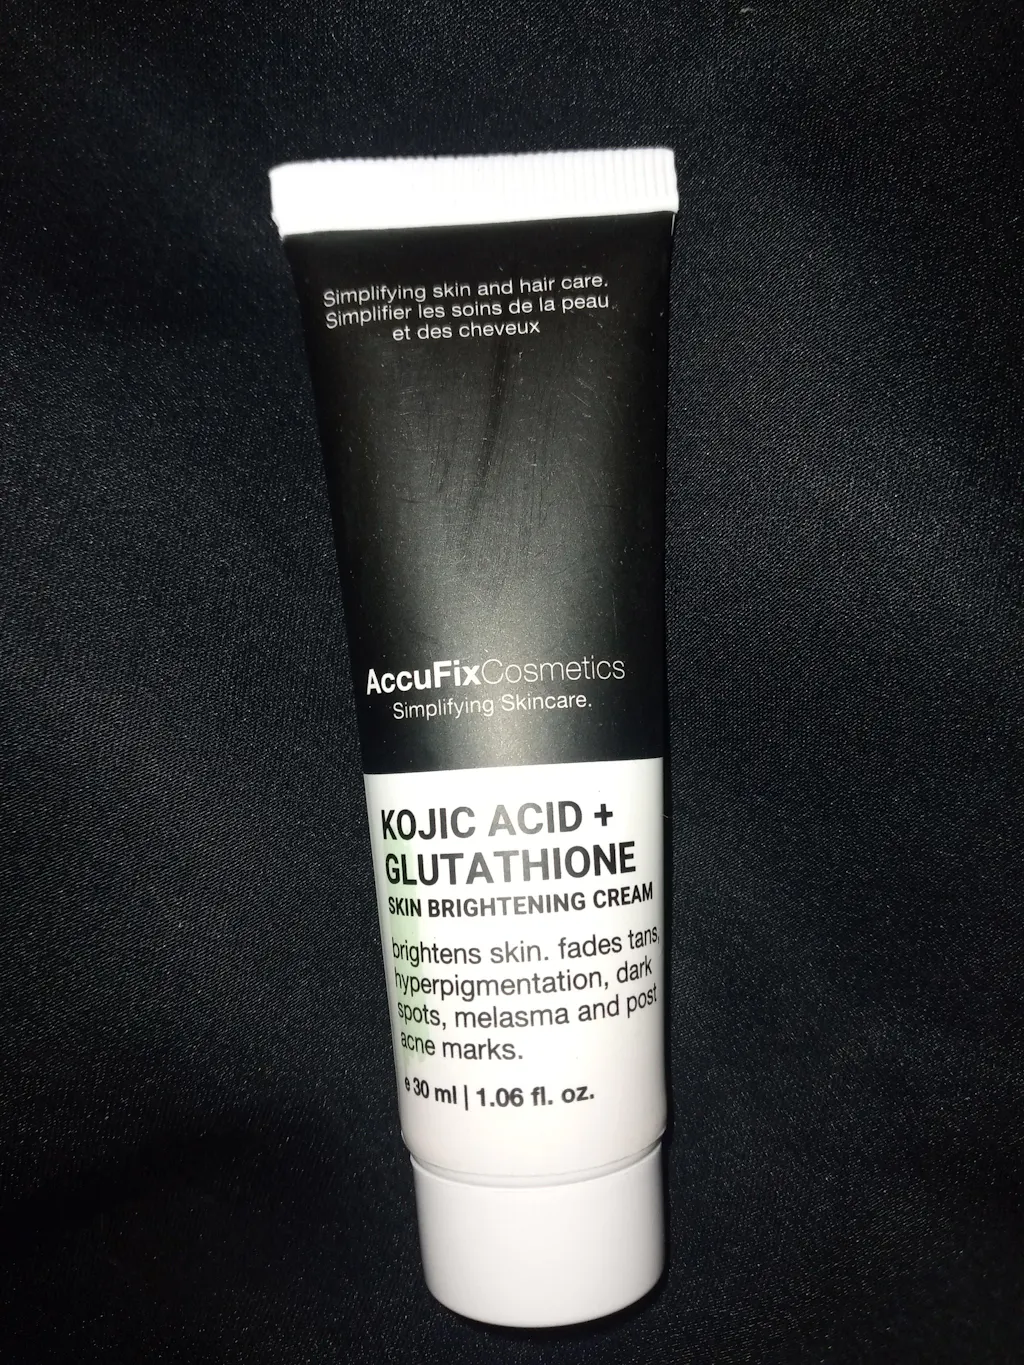 Simplifying skin and hair care.
Simplifier les soins de la peau
et des cheveux
AccuFixCosmetics
Simplifying Skincare.
KOJIC ACID +
GLUTATHIONE
SKIN BRIGHTENING CREAM
brightens skin. fades tans,
hyperpigmentation, dark
spots, melasma and post
acne marks.
e 30 ml | 1.06 fl. oz.